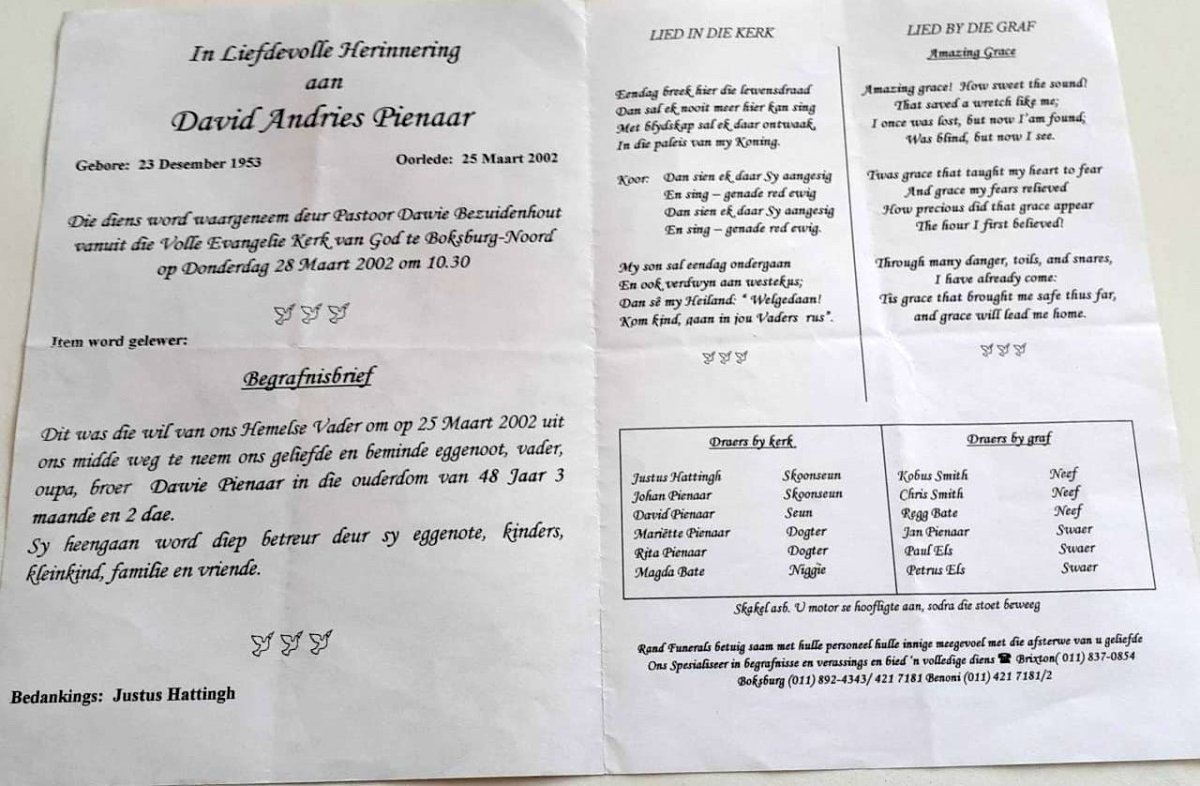 In Liefdevolle Herinnering
aan
David Andries Pienaar
Gebore: 23 Desember 1953
Oorlede: 25 Maart 2002
Die diens word waargeneem deur Pastoor Dawie Bezuidenhout
vanuit die Volle Evangelie Kerk van God te Boksburg-Noord
op Donderdag 28 Maart 2002 om 10.30
Item word gelewer:
Begrafnisbrief
Dit was die wil van ons Hemelse Vader om op 25 Maart 2002 uit
ons midde weg te neem ons geliefde en beminde eggenoot, vader,
oupa, broer Dawie Pienaar in die ouderdom van 48 Jaar 3
maande en 2 dae.
Sy heengaan word diep betreur deur sy eggenote, kinders,
kleinkind, familie en vriende.
Bedankings: Justus Hattingh
LIED IN DIE KERK
Eendag breek hier die lewensdraad
Dan sal ek nooit meer hier kan sing
Met blydskap sal ek daar ontwaak,
In die paleis van my Koning.
Koor: Dan sien ek daar Sy aangesig
En sing – genade red ewig
Dan sien ek daar Sy aangesig
En sing – genade red ewig.
My son sal eendag ondergaan
En ook verdwyn aan westekus;
Dan sê my Heiland: " Welgedaan!
Kom kind, gaan in jou Vaders rus".
LIED BY DIE GRAF
Amazing Grace
Amazing grace! How sweet the sound!
That saved a wretch like me;
I once was lost, but now I'am found;
Was blind, but now I see.
Twas grace that taught my heart to fear
And grace my fears relieved
How precious did that grace appear
The hour I first believed!
Through many danger, toils, and snares,
I have already come:
Tis grace that brought me safe thus far,
and grace will lead me home.
Draers by kerk
Justus Hattingh Skoonseun
Johan Pienaar Skoonseun
David Pienaar Seun
Mariëtte Pienaar Dogter
Rita Pienaar Dogter
Magda Bate Niggie
Draers by graf
Kobus Smith Neef
Chris Smith Neef
Regg Bate Neef
Jan Pienaar Swaer
Paul Els Swaer
Petrus Els Swaer
Skakel asb. U motor se hoofligte aan, sodra die stoet beweeg
Rand Funerals betuig saam met hulle personeel hulle innige meegevoel met die afsterwe van u geliefde
Ons Spesialiseer in begrafnisse en verassings en bied 'n volledige diens ☎ Brixton( 011) 837-0854
Boksburg (011) 892-4343/ 421 7181 Benoni (011) 421 7181/2